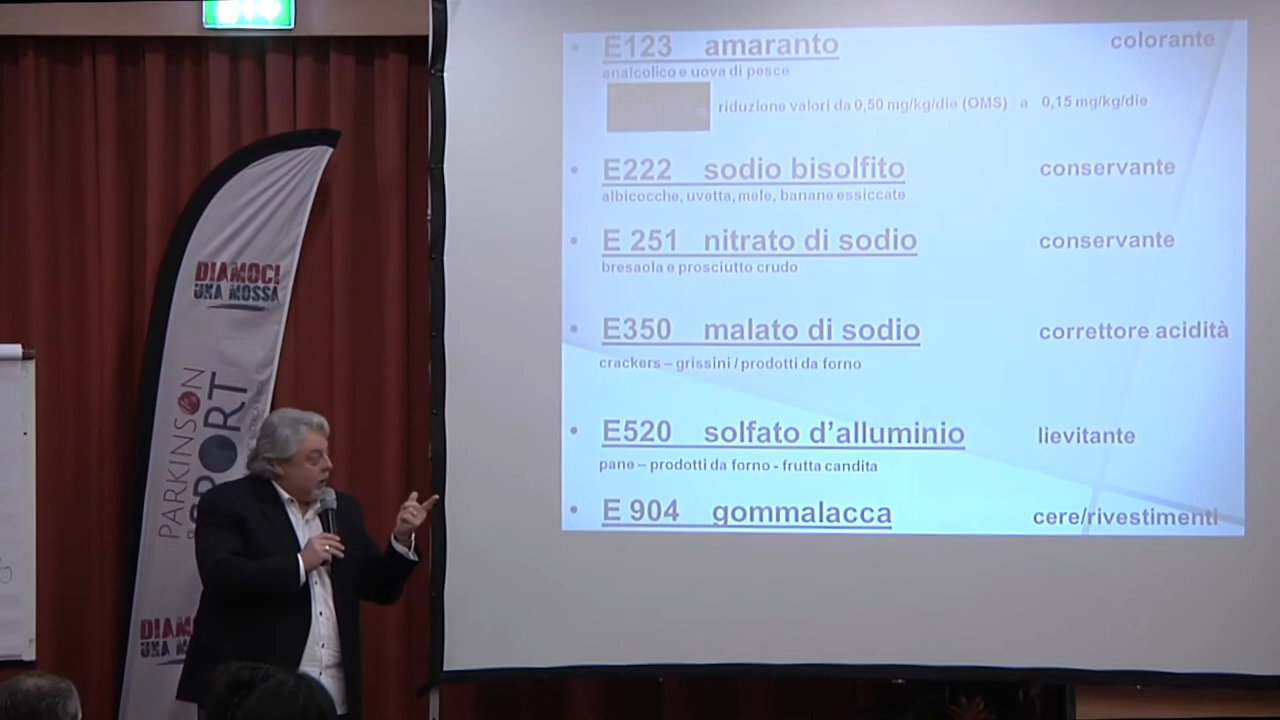 E123 amaranto colorante
analcolico e uova di pesce
riduzione valori da 0,50 mg/kg/die (OMS) a 0,15 mg/kg/die
E222 sodio bisolfito conservante
albicocche, uvetta, mele, banane essiccate
E 251 nitrato di sodio conservante
bresaola e prosciutto crudo
E350 malato di sodio correttore acidità
crackers – grissini / prodotti da forno
E520 solfato d'alluminio lievitante
pane – prodotti da forno - frutta candita
E 904 gommalacca cere/rivestimenti
DIAMOCI
UNA MOSSA
PARKINSON
SPORT
DIAM
UNA M